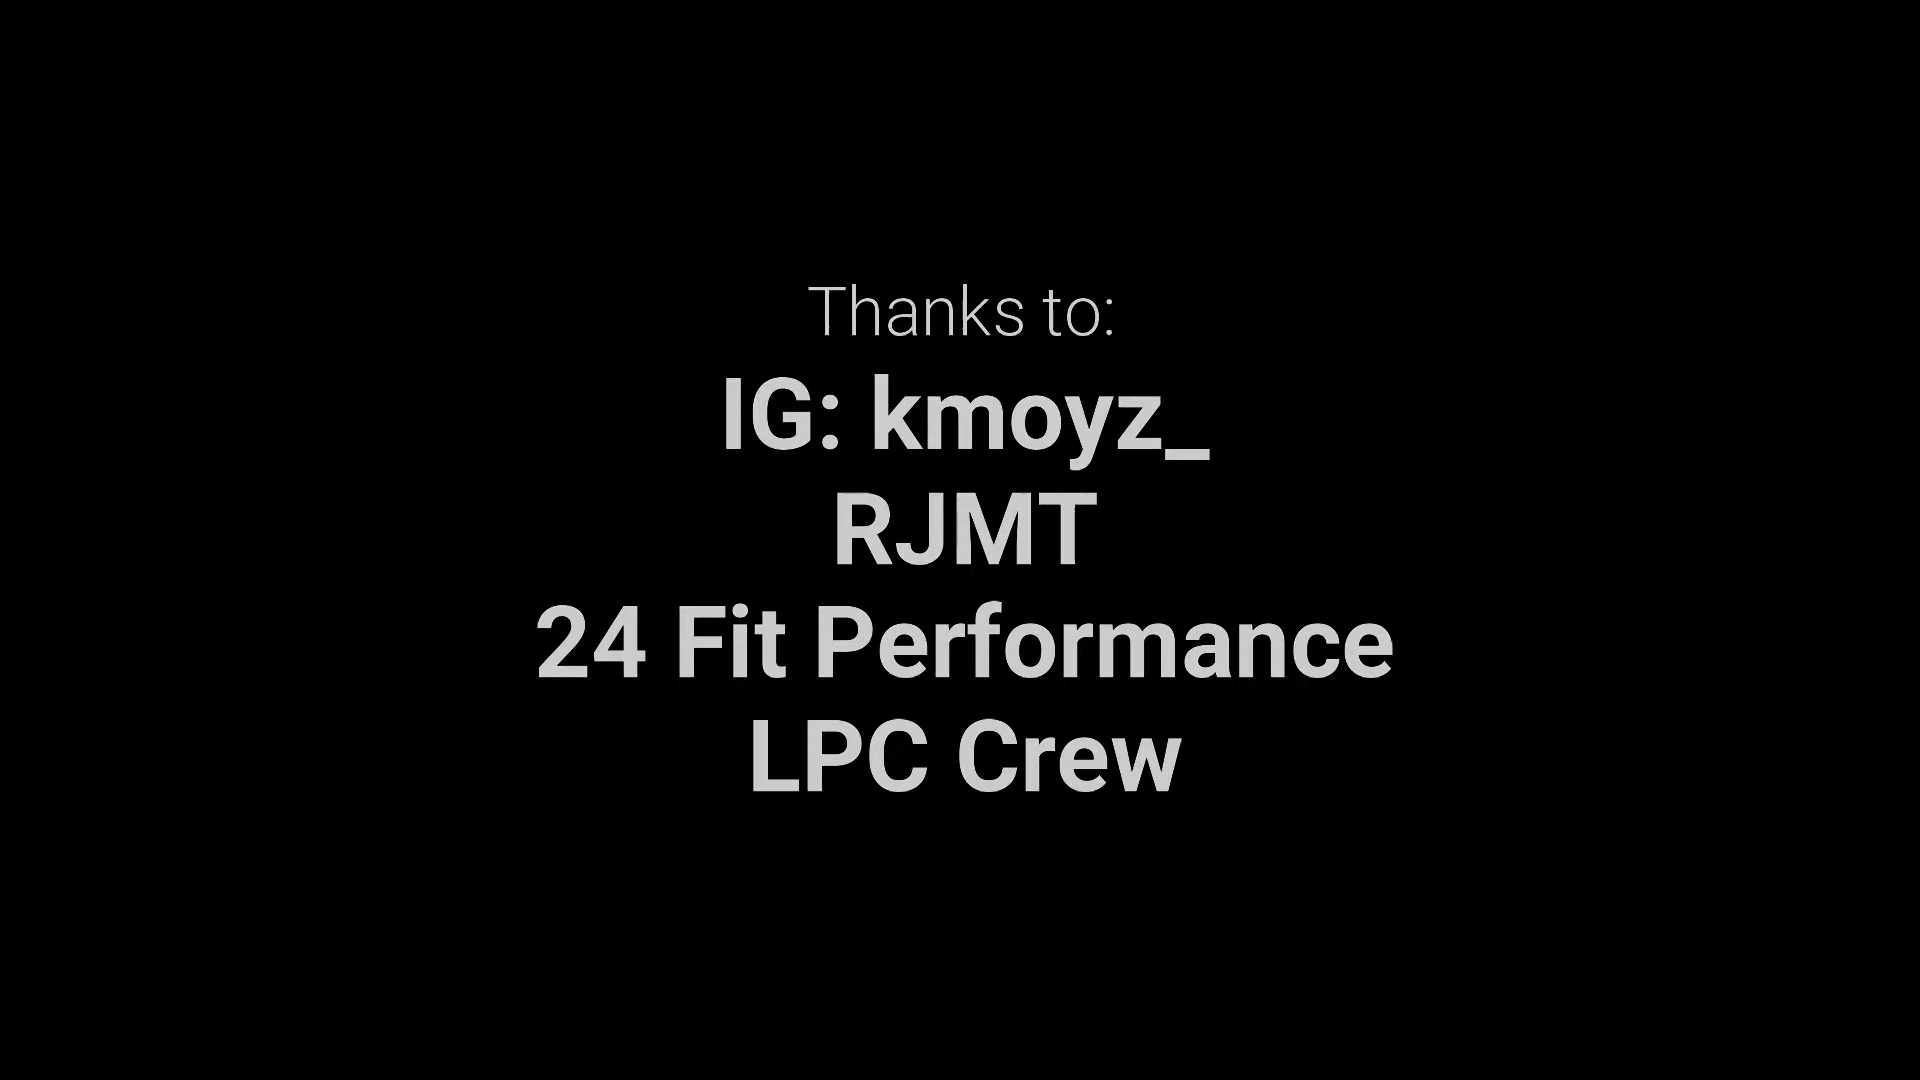 Thanks to:
IG: kmoyz_
RJMT
24 Fit Performance
LPC Crew